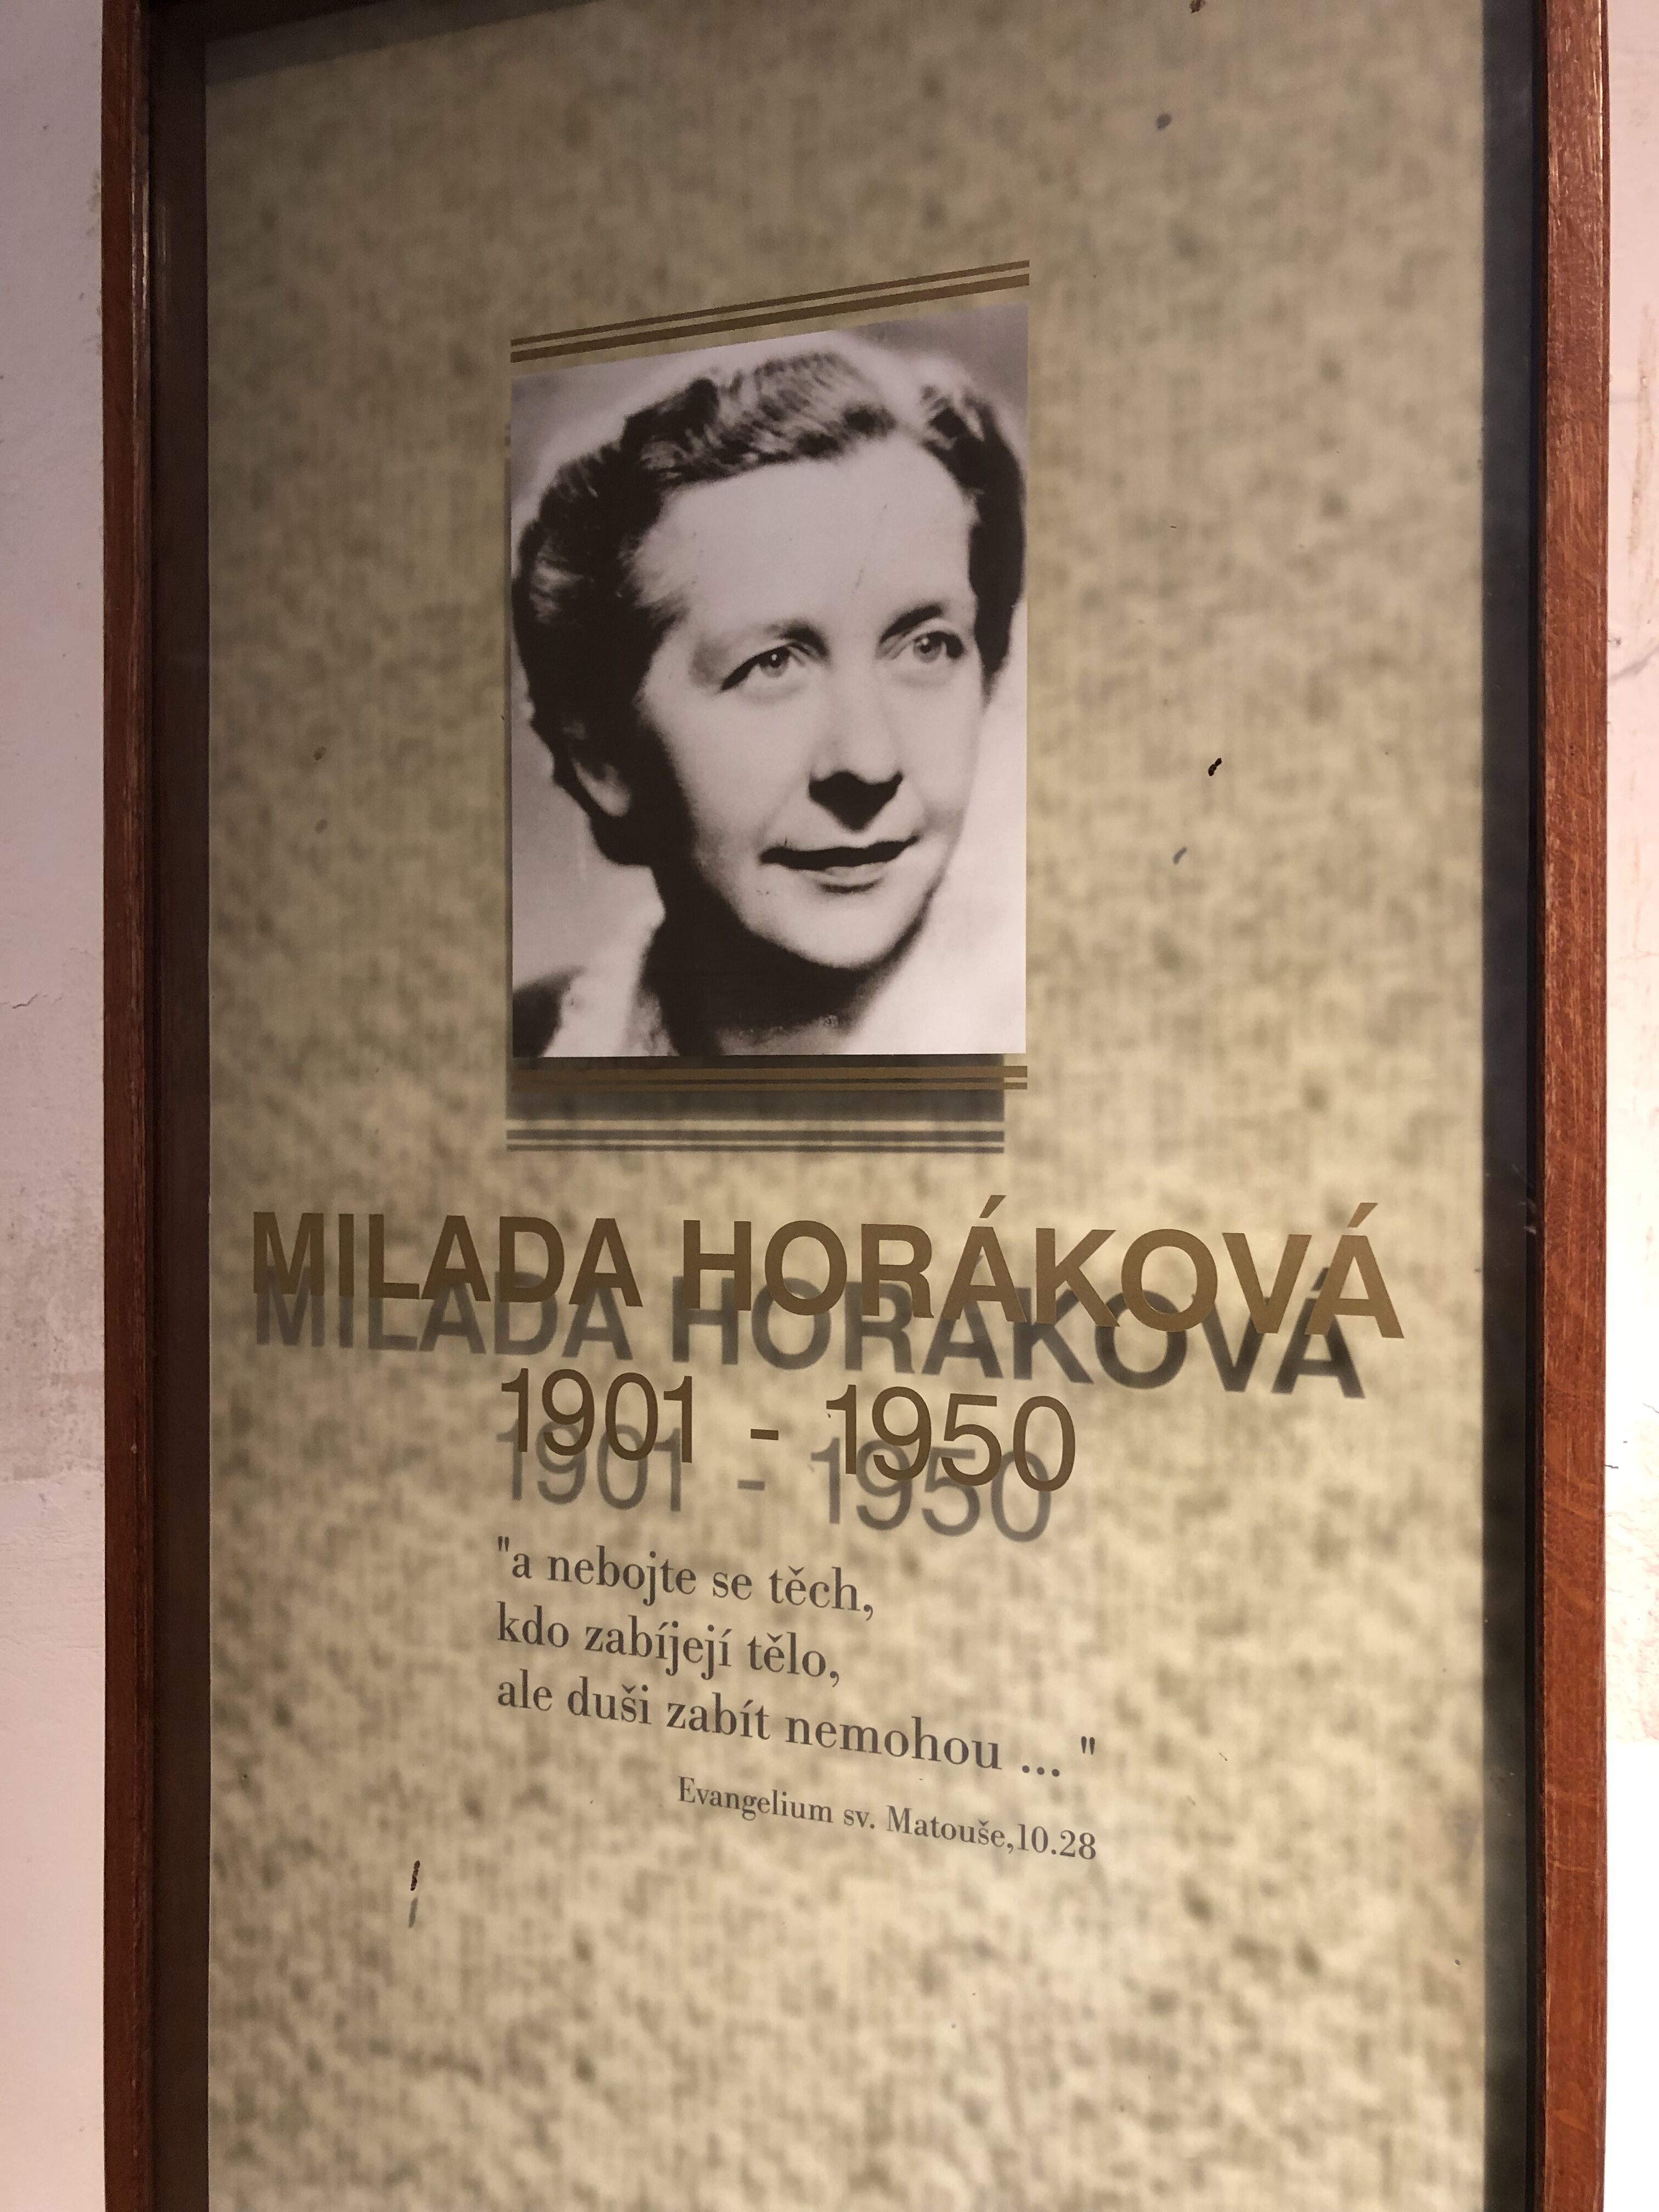 MILADA HORÁKOVÁ
1901 - 1950
"a nebojte se těch,
kdo zabíjejí tělo,
ale duši zabít nemohou ... "
Evangelium sv. Matouše,10.28